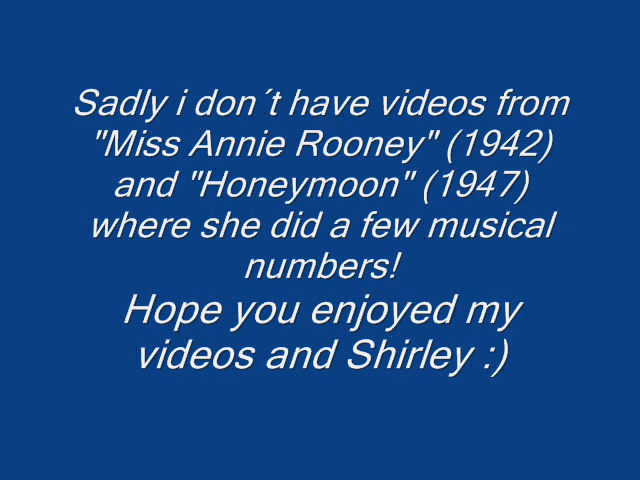 Sadly i don´t have videos from
"Miss Annie Rooney" (1942)
and "Honeymoon" (1947)
where she did a few musical
numbers!
Hope you enjoyed my
videos and Shirley :)